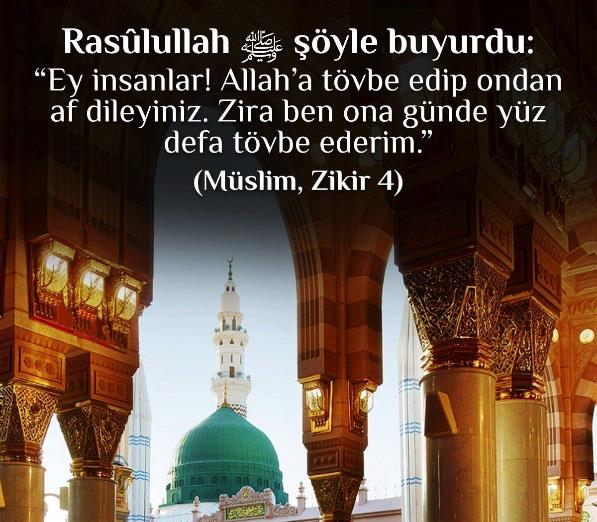 Rasûlullah ﷺ şöyle buyurdu:
“Ey insanlar! Allah’a tövbe edip ondan
af dileyiniz. Zira ben ona günde yüz
defa tövbe ederim.”
(Müslim, Zikir 4)